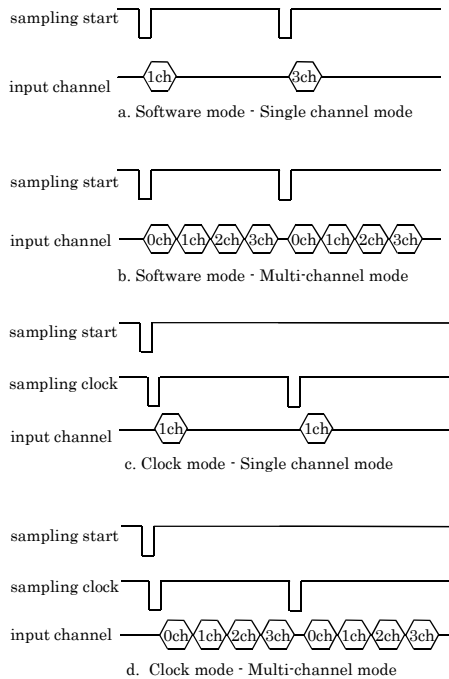 sampling start
input channel 1ch 3ch
a. Software mode - Single channel mode
sampling start
input channel 0ch 1ch 2ch 3ch 0ch 1ch 2ch 3ch
b. Software mode - Multi-channel mode
sampling start
sampling clock
input channel 1ch 1ch
c. Clock mode - Single channel mode
sampling start
sampling clock
input channel 0ch 1ch 2ch 3ch 0ch 1ch 2ch 3ch
d. Clock mode - Multi-channel mode